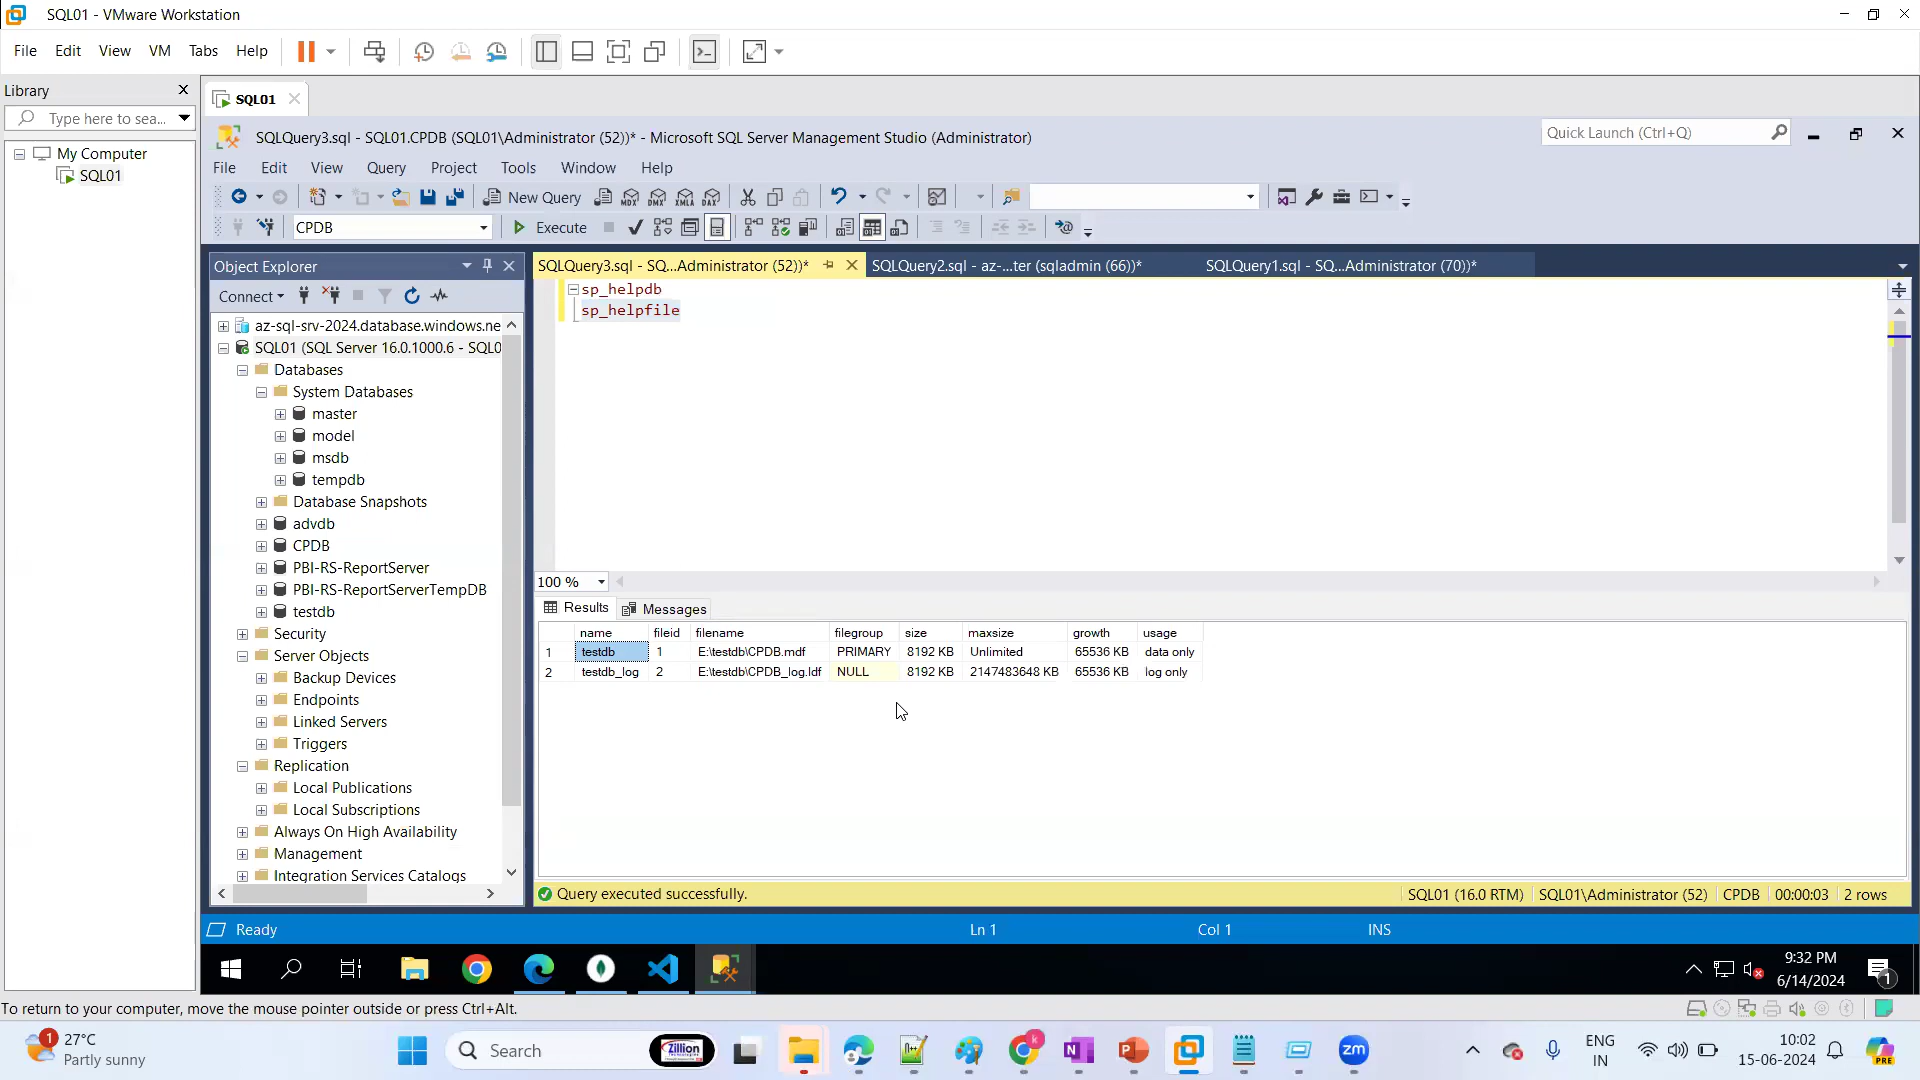 SQL01 - VMware Workstation
File Edit View VM Tabs Help
Library
Type here to sea...
My Computer
SQL01
SQL01
SQLQuery3.sql - SQL01.CPDB (SQL01\Administrator (52))* - Microsoft SQL Server Management Studio (Administrator)
Quick Launch (Ctrl+Q)
File Edit View Query Project Tools Window Help
New Query
MDX DMX XMLA DAX
CPDB
Execute
Object Explorer
Connect
az-sql-srv-2024.database.windows.ne
SQL01 (SQL Server 16.0.1000.6 - SQL0
Databases
System Databases
master
model
msdb
tempdb
Database Snapshots
advdb
CPDB
PBI-RS-ReportServer
PBI-RS-ReportServerTempDB
testdb
Security
Server Objects
Backup Devices
Endpoints
Linked Servers
Triggers
Replication
Local Publications
Local Subscriptions
Always On High Availability
Management
Integration Services Catalogs
SQLQuery3.sql - SQ...Administrator (52))*
SQLQuery2.sql - az-...ter (sqladmin (66))*
SQLQuery1.sql - SQ...Administrator (70))*
sp_helpdb
sp_helpfile
100 %
Results Messages
name fileid filename filegroup size maxsize growth usage
1 testdb 1 E:\testdb\CPDB.mdf PRIMARY 8192 KB Unlimited 65536 KB data only
2 testdb_log 2 E:\testdb\CPDB_log.ldf NULL 8192 KB 2147483648 KB 65536 KB log only
Query executed successfully.
SQL01 (16.0 RTM) SQL01\Administrator (52) CPDB 00:00:03 2 rows
Ready Ln 1 Col 1 INS
9:32 PM
6/14/2024
1
To return to your computer, move the mouse pointer outside or press Ctrl+Alt.
1
27°C
Partly sunny
Search
Zillion
k
N
P
zm
ENG
IN
10:02
15-06-2024
PRE